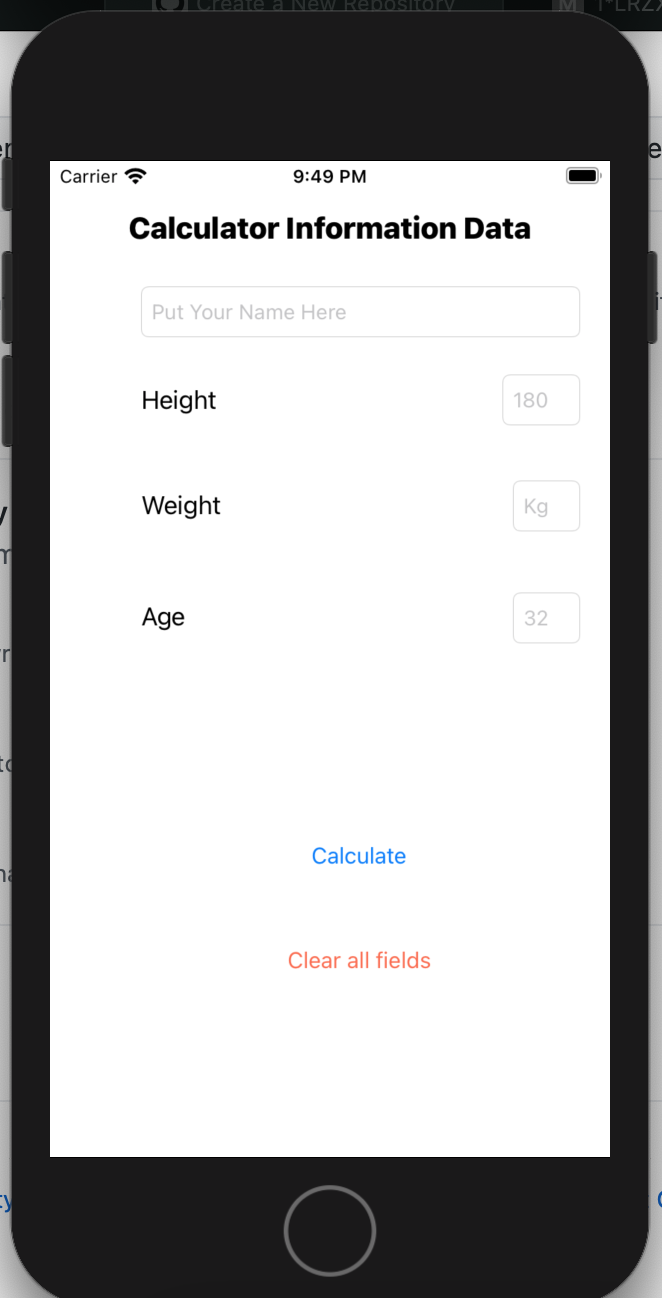 Create a New Repository
M
Carrier
9:49 PM
Calculator Information Data
Put Your Name Here
Height
180
Weight
Kg
Age
32
Calculate
Clear all fields